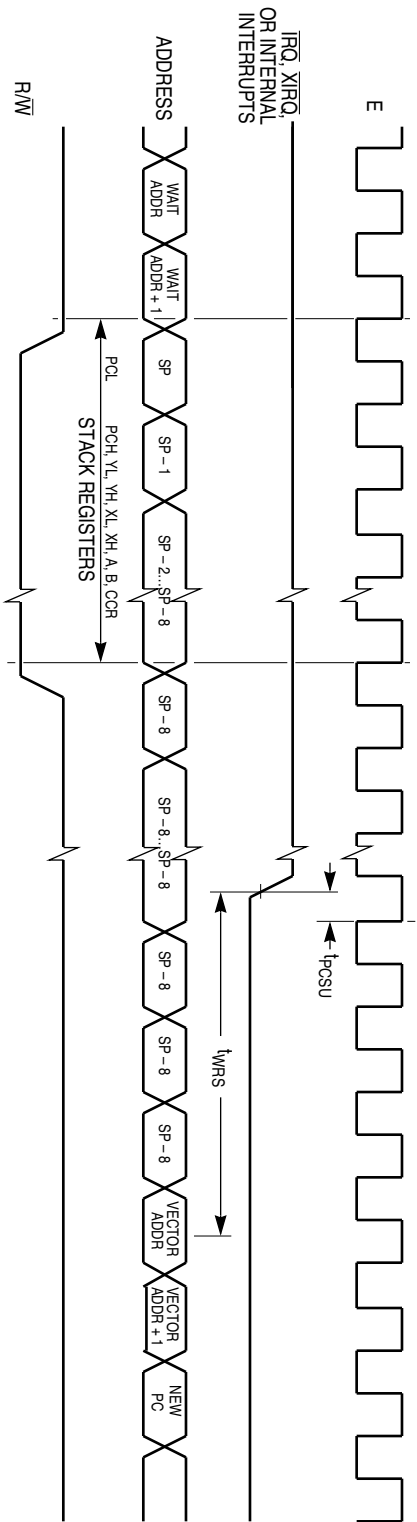 E
IRQ, XIRQ,
OR INTERNAL
INTERRUPTS
tPCSU
tWRS
ADDRESS
WAIT
ADDR
WAIT
ADDR + 1
SP
SP – 1
SP – 2...SP – 8
SP – 8
SP – 8...SP – 8
SP – 8
SP – 8
SP – 8
VECTOR
ADDR
VECTOR
ADDR + 1
NEW
PC
PCL
PCH, YL, YH, XL, XH, A, B, CCR
STACK REGISTERS
R/W